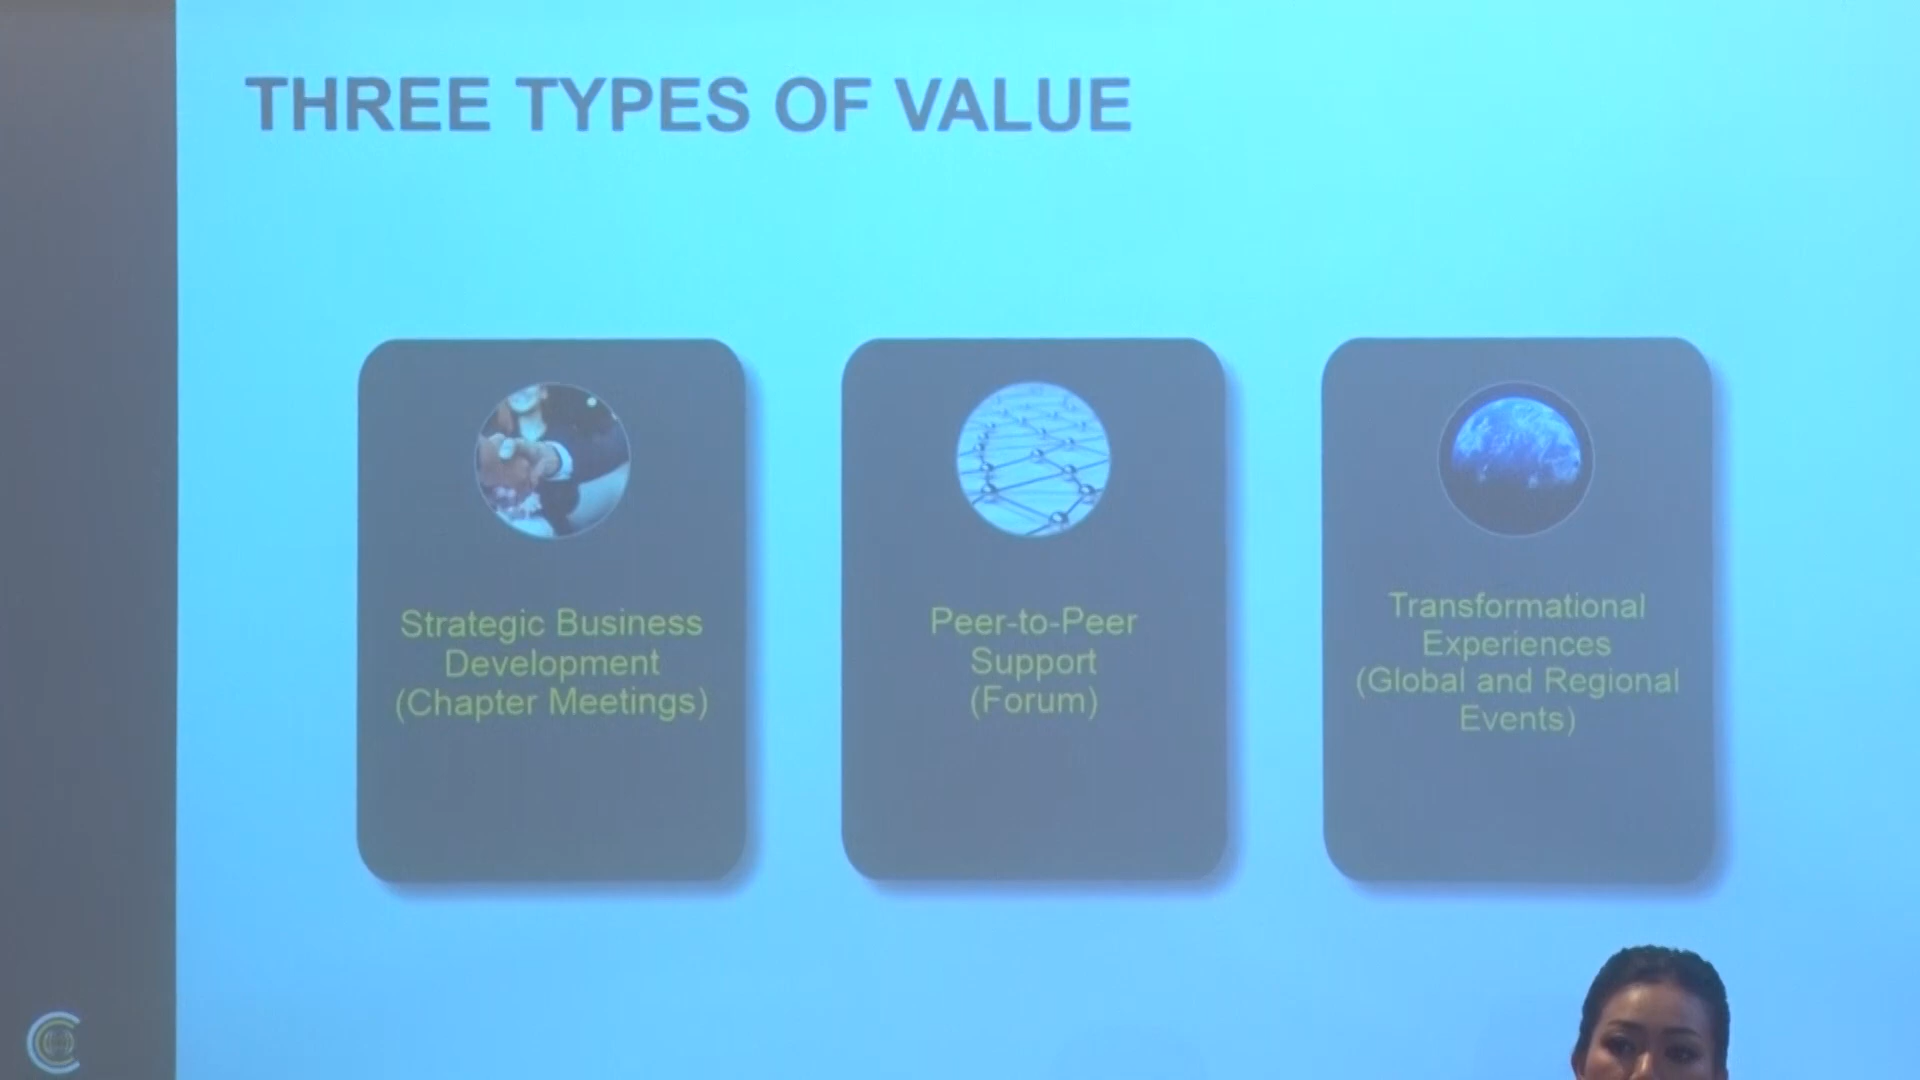 THREE TYPES OF VALUE
Strategic Business
Development
(Chapter Meetings)
Peer-to-Peer
Support
(Forum)
Transformational
Experiences
(Global and Regional
Events)